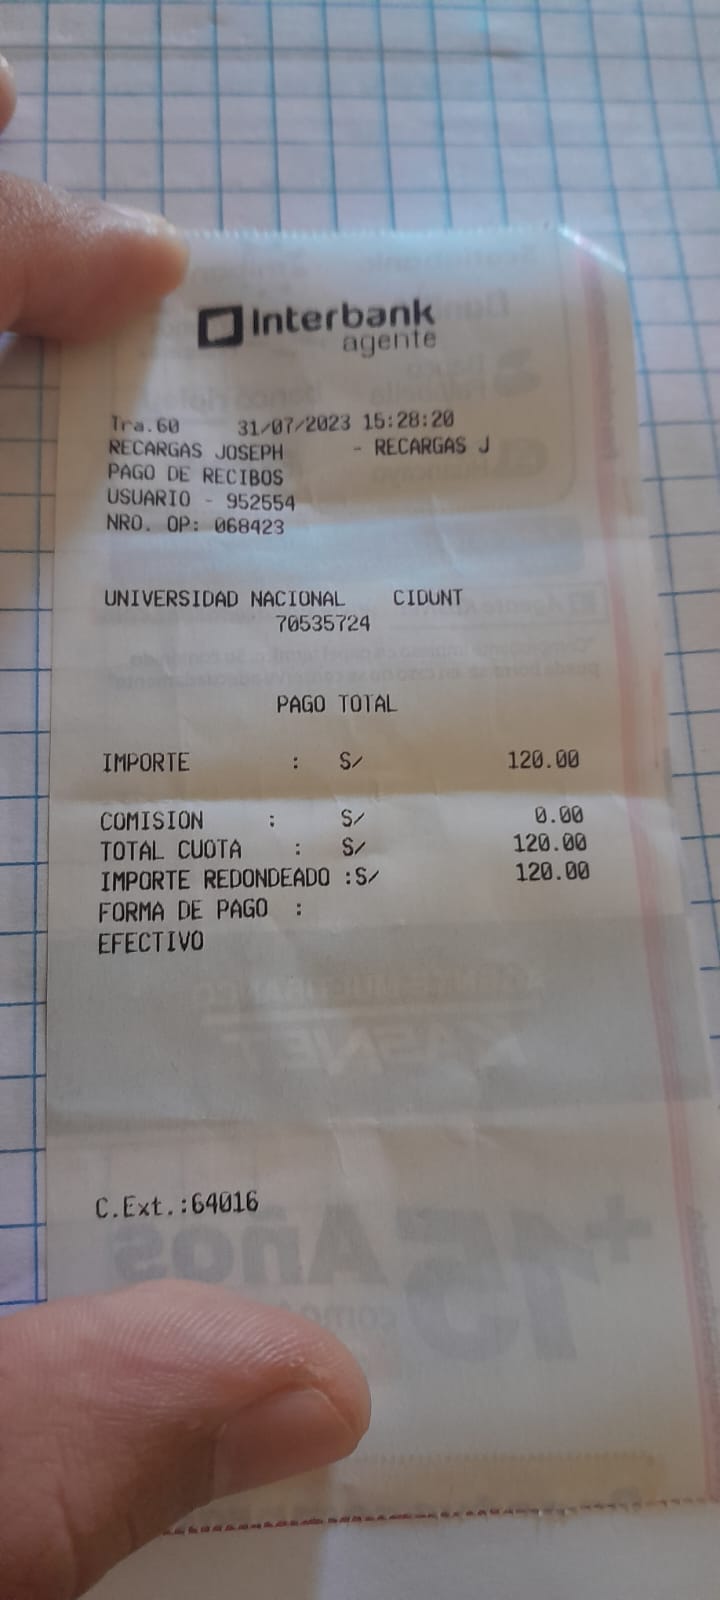 Interbank
agente
Tra.60 31/07/2023 15:28:20
RECARGAS JOSEPH - RECARGAS J
PAGO DE RECIBOS
USUARIO - 952554
NRO. OP: 068423
UNIVERSIDAD NACIONAL CIDUNT
70535724
PAGO TOTAL
IMPORTE : S/ 120.00
COMISION : S/ 0.00
TOTAL CUOTA : S/ 120.00
IMPORTE REDONDEADO :S/ 120.00
FORMA DE PAGO :
EFECTIVO
C.Ext.:64016